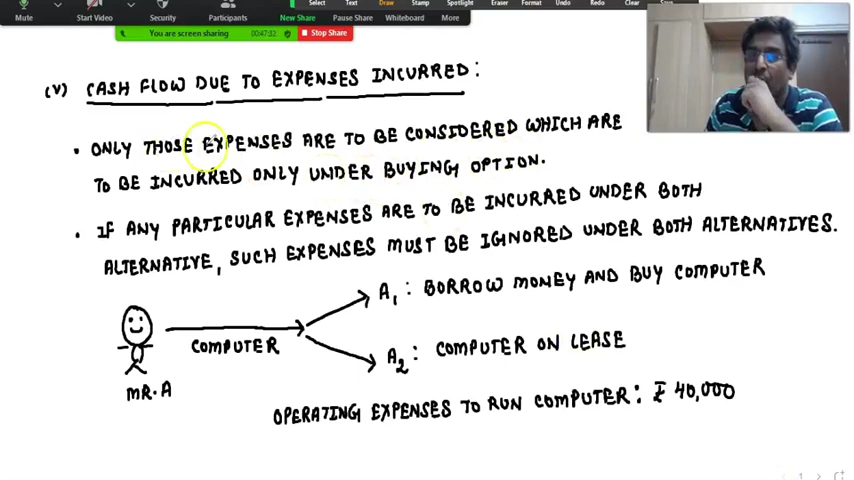 Mute
Start Video
Security
Participants
New Share
Pause Share
Whiteboard
More
Select
Text
Draw
Stamp
Spotlight
Eraser
Format
Undo
Redo
You are screen sharing
00:47:32
Stop Share
(V) CASH FLOW DUE TO EXPENSES INCURRED:
• ONLY THOSE EXPENSES ARE TO BE CONSIDERED WHICH ARE
TO BE INCURRED ONLY UNDER BUYING OPTION.
• IF ANY PARTICULAR EXPENSES ARE TO BE INCURRED UNDER BOTH
ALTERNATIVE, SUCH EXPENSES MUST BE IGNORED UNDER BOTH ALTERNATIVES.
A1: BORROW MONEY AND BUY COMPUTER
COMPUTER
A2: COMPUTER ON LEASE
MR.A
OPERATING EXPENSES TO RUN COMPUTER: ₹ 40,000